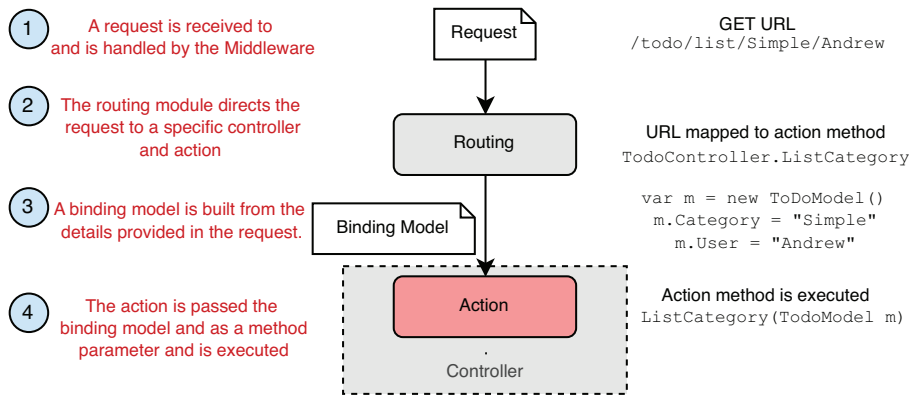 1
A request is received to
and is handled by the Middleware
Request
GET URL
/todo/list/Simple/Andrew
2
The routing module directs the
request to a specific controller
and action
Routing
URL mapped to action method
TodoController.ListCategory
3
A binding model is built from the
details provided in the request.
Binding Model
var m = new ToDoModel()
m.Category = "Simple"
m.User = "Andrew"
4
The action is passed the
binding model and as a method
parameter and is executed
Action
.
Controller
Action method is executed
ListCategory(TodoModel m)